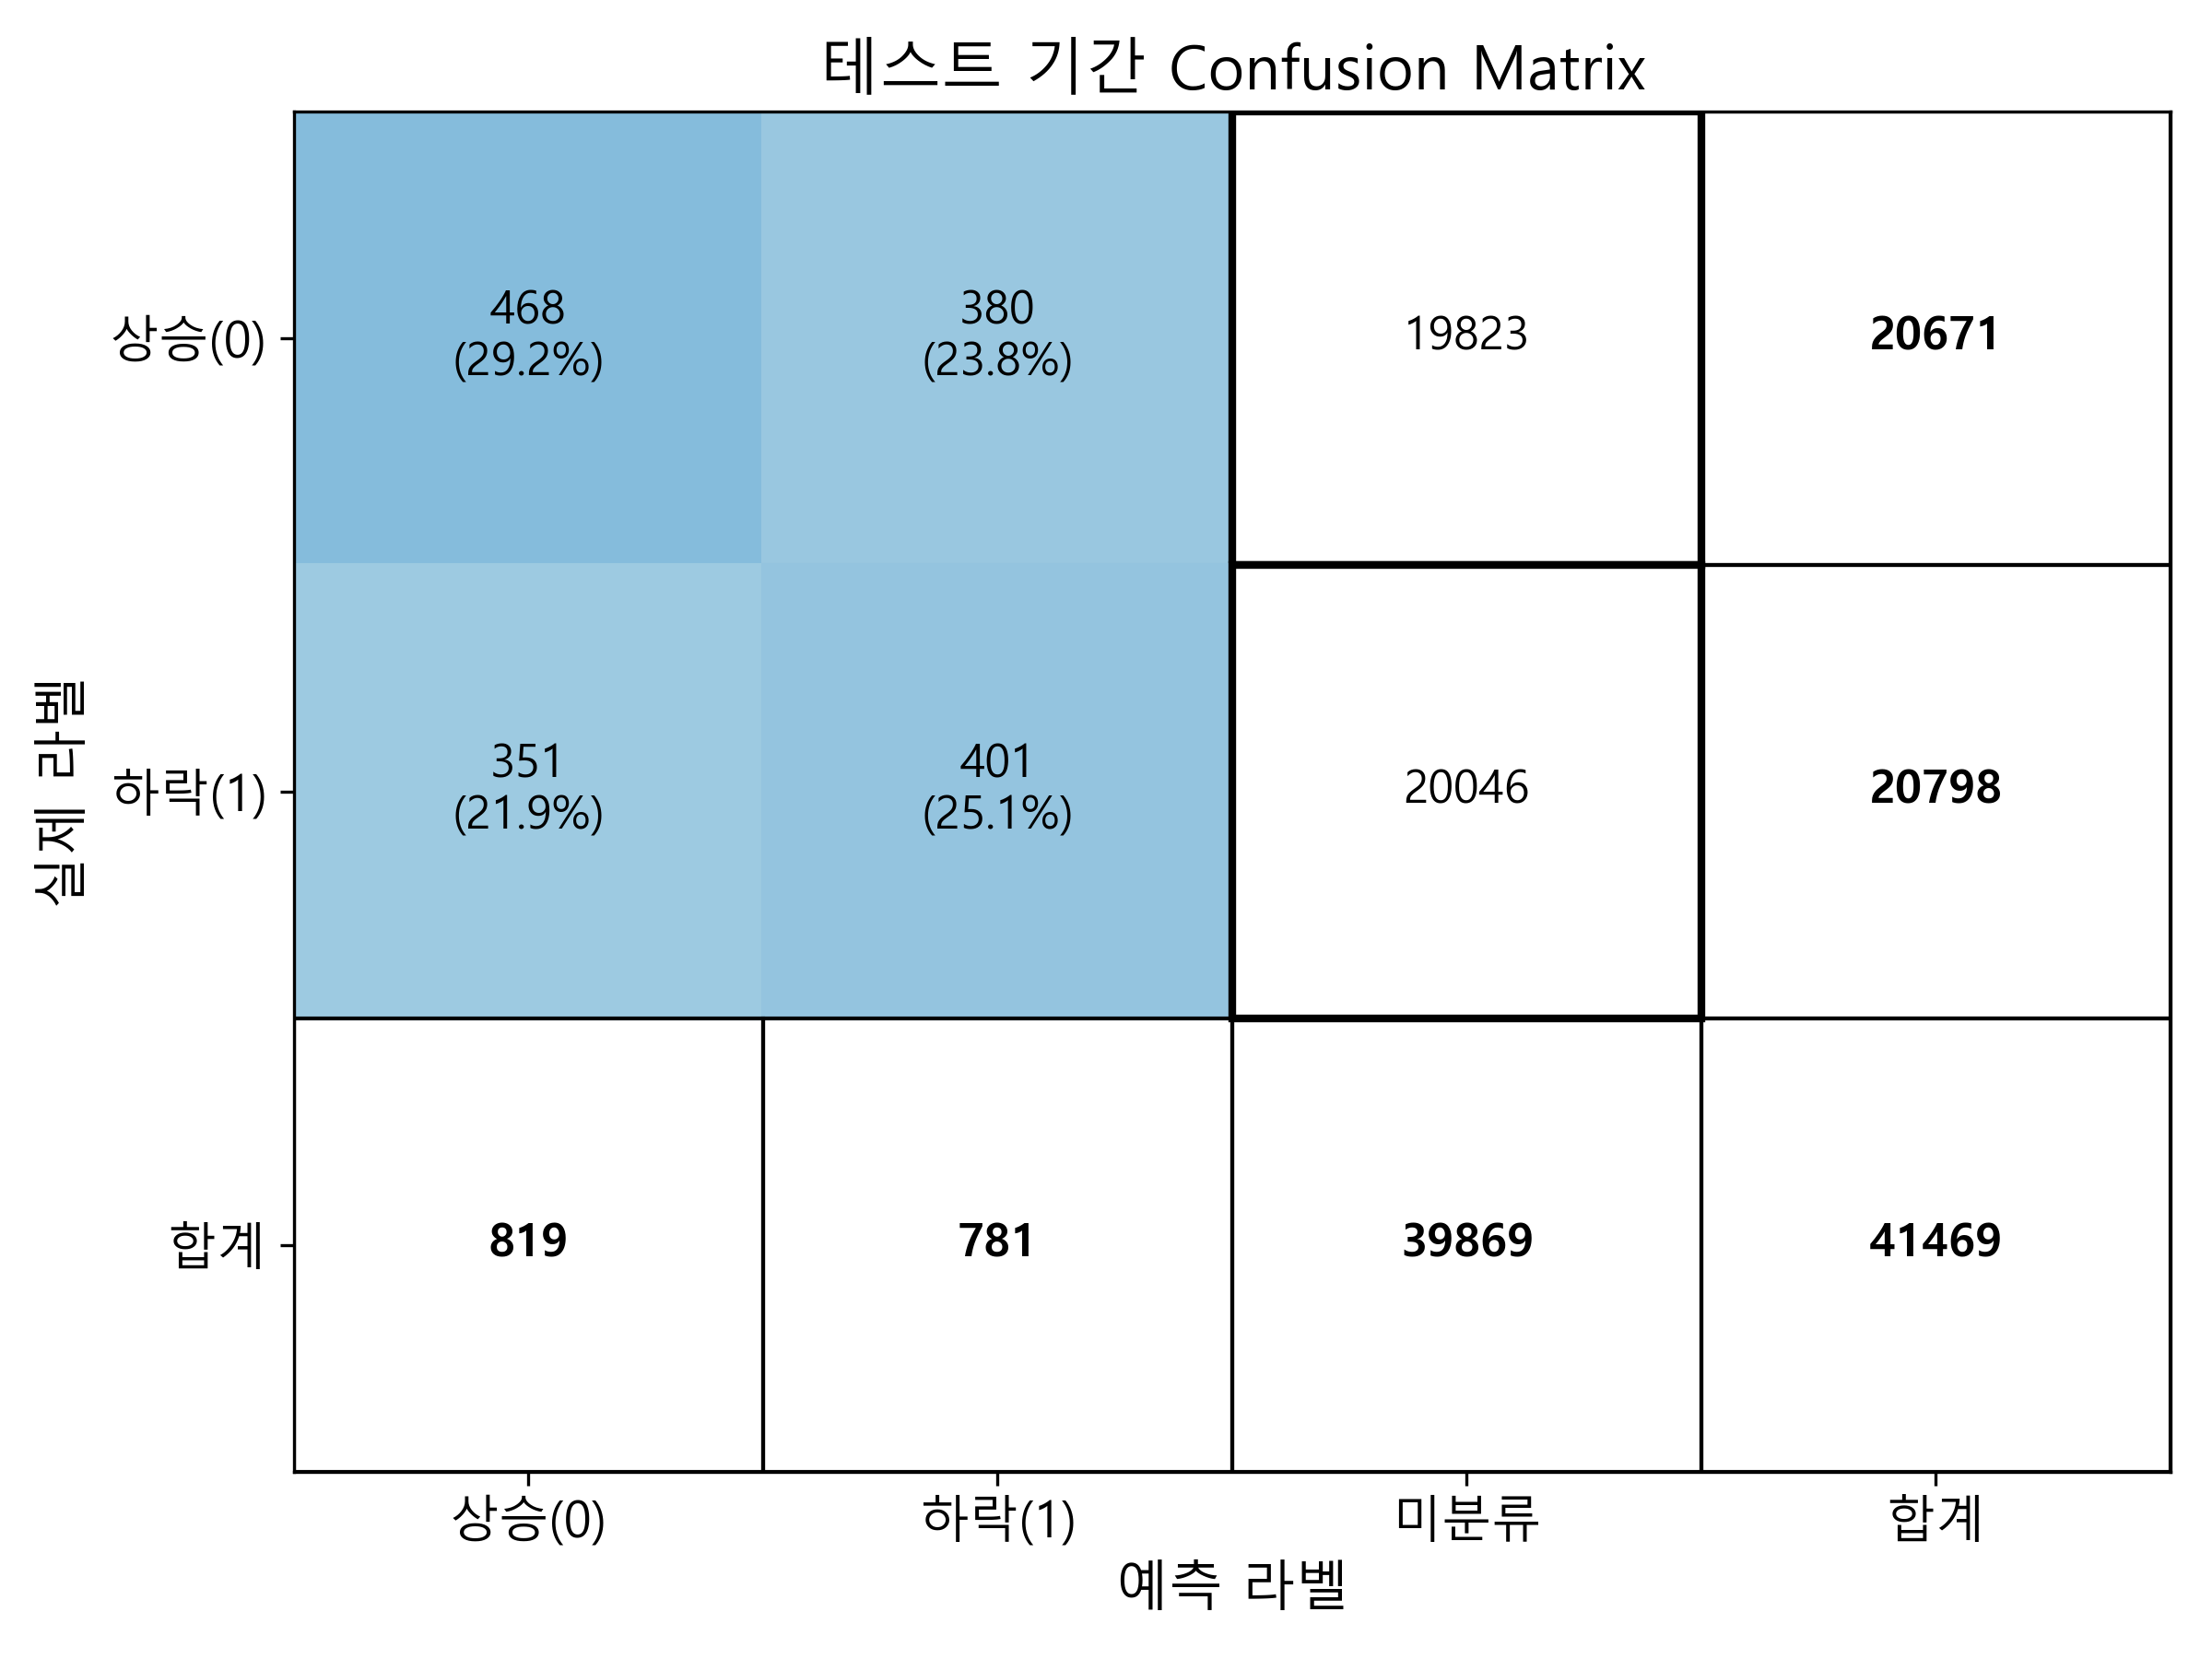 테스트 기간 Confusion Matrix
실제 라벨
상승(0)
468
(29.2%)
380
(23.8%)
19823
20671
하락(1)
351
(21.9%)
401
(25.1%)
20046
20798
합계
819
781
39869
41469
상승(0)
하락(1)
미분류
합계
예측 라벨